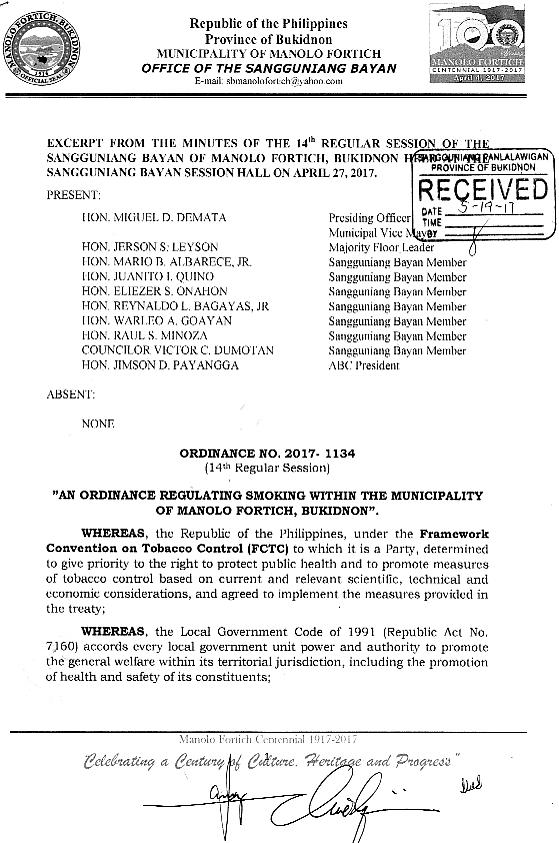 Republic of the Philippines
Province of Bukidnon
MUNICIPALITY OF MANOLO FORTICH
OFFICE OF THE SANGGUNIANG BAYAN
E-mail: sbmanolofortich@yahoo.com
MANOLO FORTICH, BUKIDNON
OFFICIAL SEAL
100
MANOLO FORTICH
CENTENNIAL 1917-2017
April 4, 2017
EXCERPT FROM THE MINUTES OF THE 14th REGULAR SESSION OF THE
SANGGUNIANG BAYAN OF MANOLO FORTICH, BUKIDNON HELD AT THE
SANGGUNIANG BAYAN SESSION HALL ON APRIL 27, 2017.
SANGGUNIANG PANLALAWIGAN
PROVINCE OF BUKIDNON
RECEIVED
DATE 5-19-17
TIME
BY
PRESENT:
HON. MIGUEL D. DEMATA Presiding Officer
Municipal Vice Mayor
HON. JERSON S. LEYSON Majority Floor Leader
HON. MARIO B. ALBARECE, JR. Sangguniang Bayan Member
HON. JUANITO I. QUINO Sangguniang Bayan Member
HON. ELIEZER S. ONAHON Sangguniang Bayan Member
HON. REYNALDO L. BAGAYAS, JR Sangguniang Bayan Member
HON. WARLEO A. GOAYAN Sangguniang Bayan Member
HON. RAUL S. MINOZA Sangguniang Bayan Member
COUNCILOR VICTOR C. DUMOTAN Sangguniang Bayan Member
HON. JIMSON D. PAYANGGA ABC President
ABSENT:
NONE
ORDINANCE NO. 2017- 1134
(14th Regular Session)
"AN ORDINANCE REGULATING SMOKING WITHIN THE MUNICIPALITY
OF MANOLO FORTICH, BUKIDNON".
WHEREAS, the Republic of the Philippines, under the Framework
Convention on Tobacco Control (FCTC) to which it is a Party, determined
to give priority to the right to protect public health and to promote measures
of tobacco control based on current and relevant scientific, technical and
economic considerations, and agreed to implement the measures provided in
the treaty;
WHEREAS, the Local Government Code of 1991 (Republic Act No.
7160) accords every local government unit power and authority to promote
the general welfare within its territorial jurisdiction, including the promotion
of health and safety of its constituents;
Manolo Fortich Centennial 1917-2017
"Celebrating a Century of Culture, Heritage and Progress"